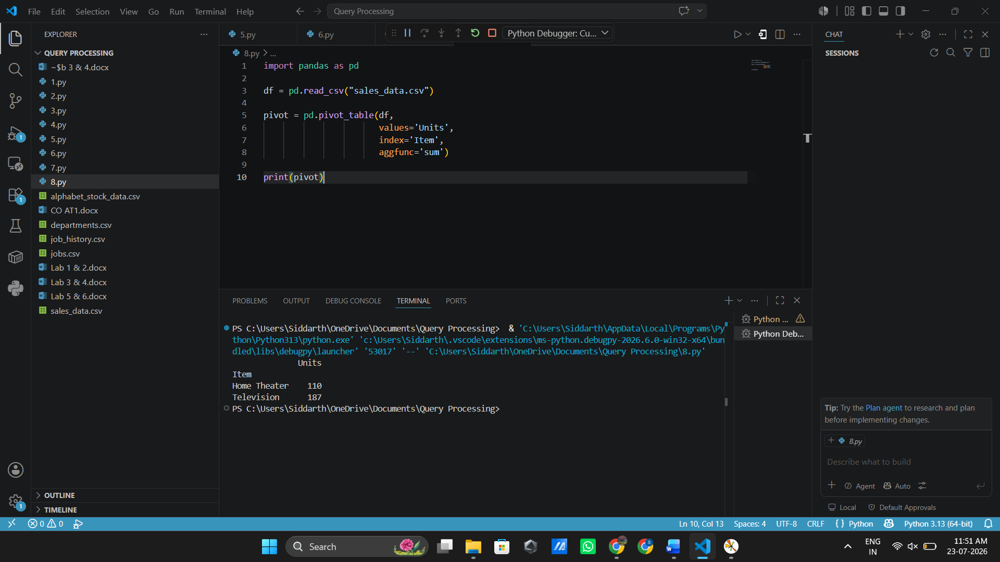 File Edit Selection View Go Run Terminal Help
Query Processing
EXPLORER
QUERY PROCESSING
~$b 3 & 4.docx
1.py
2.py
3.py
4.py
5.py
6.py
7.py
8.py
alphabet_stock_data.csv
CO AT1.docx
departments.csv
job_history.csv
jobs.csv
Lab 1 & 2.docx
Lab 3 & 4.docx
Lab 5 & 6.docx
sales_data.csv
OUTLINE
TIMELINE
1
1
1
5.py
6.py
Python Debugger: Cu...
8.py > ...
1 import pandas as pd
2
3 df = pd.read_csv("sales_data.csv")
4
5 pivot = pd.pivot_table(df,
6 values='Units',
7 index='Item',
8 aggfunc='sum')
9
10 print(pivot)
PROBLEMS OUTPUT DEBUG CONSOLE TERMINAL PORTS
PS C:\Users\Siddarth\OneDrive\Documents\Query Processing> & 'C:\Users\Siddarth\AppData\Local\Programs\Py
thon\Python313\python.exe' 'c:\Users\Siddarth\.vscode\extensions\ms-python.debugpy-2026.6.0-win32-x64\bun
dled\libs\debugpy\launcher' '53017' '--' 'C:\Users\Siddarth\OneDrive\Documents\Query Processing\8.py'
Units
Item
Home Theater 110
Television 187
PS C:\Users\Siddarth\OneDrive\Documents\Query Processing>
Python ...
Python Deb...
CHAT
SESSIONS
Tip: Try the Plan agent to research and plan
before implementing changes.
8.py
Describe what to build
Agent Auto
Local Default Approvals
0 0
Ln 10, Col 13 Spaces: 4 UTF-8 CRLF {} Python Python 3.13 (64-bit)
Search
ENG
IN
11:51 AM
23-07-2026